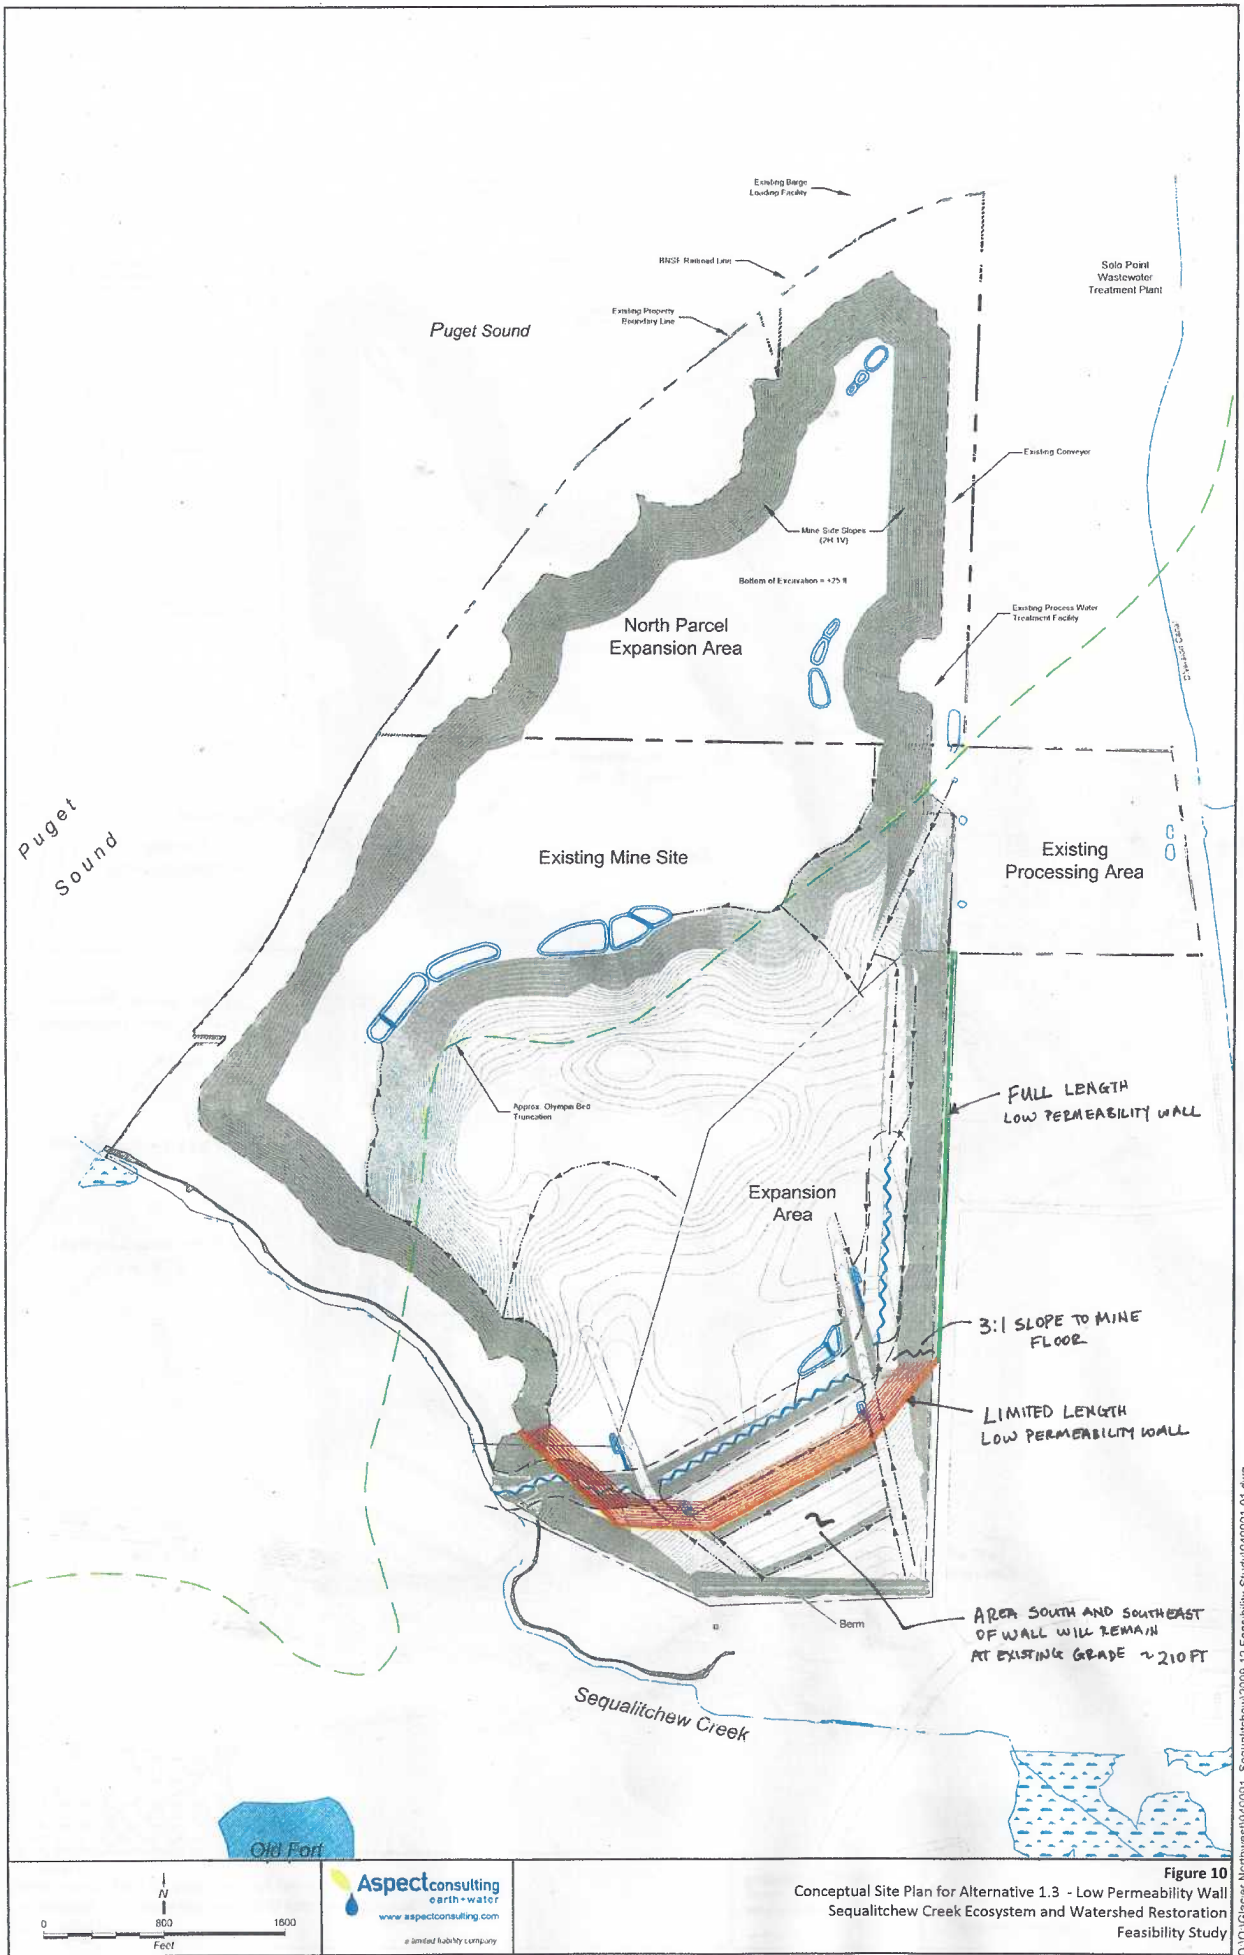 Existing Barge
Loading Facility
BNSF Railroad Line
Existing Property
Boundary Line
Puget Sound
Solo Point
Wastewater
Treatment Plant
Existing Conveyor
Mine Side Slopes
(2H:1V)
Bottom of Excavation = +25 ft
North Parcel
Expansion Area
Existing Process Water
Treatment Facility
Puget
Sound
Existing Mine Site
Existing
Processing Area
FULL LENGTH
LOW PERMEABILITY WALL
Approx. Olympia Bed
Truncation
Expansion
Area
3:1 SLOPE TO MINE
FLOOR
LIMITED LENGTH
LOW PERMEABILITY WALL
AREA SOUTH AND SOUTHEAST
OF WALL WILL REMAIN
AT EXISTING GRADE ~210 FT
Berm
Sequalitchew Creek
Old Fort
N
0 800 1600
Feet
Aspect consulting
earth+water
www.aspectconsulting.com
a limited liability company
Figure 10
Conceptual Site Plan for Alternative 1.3 - Low Permeability Wall
Sequalitchew Creek Ecosystem and Watershed Restoration
Feasibility Study